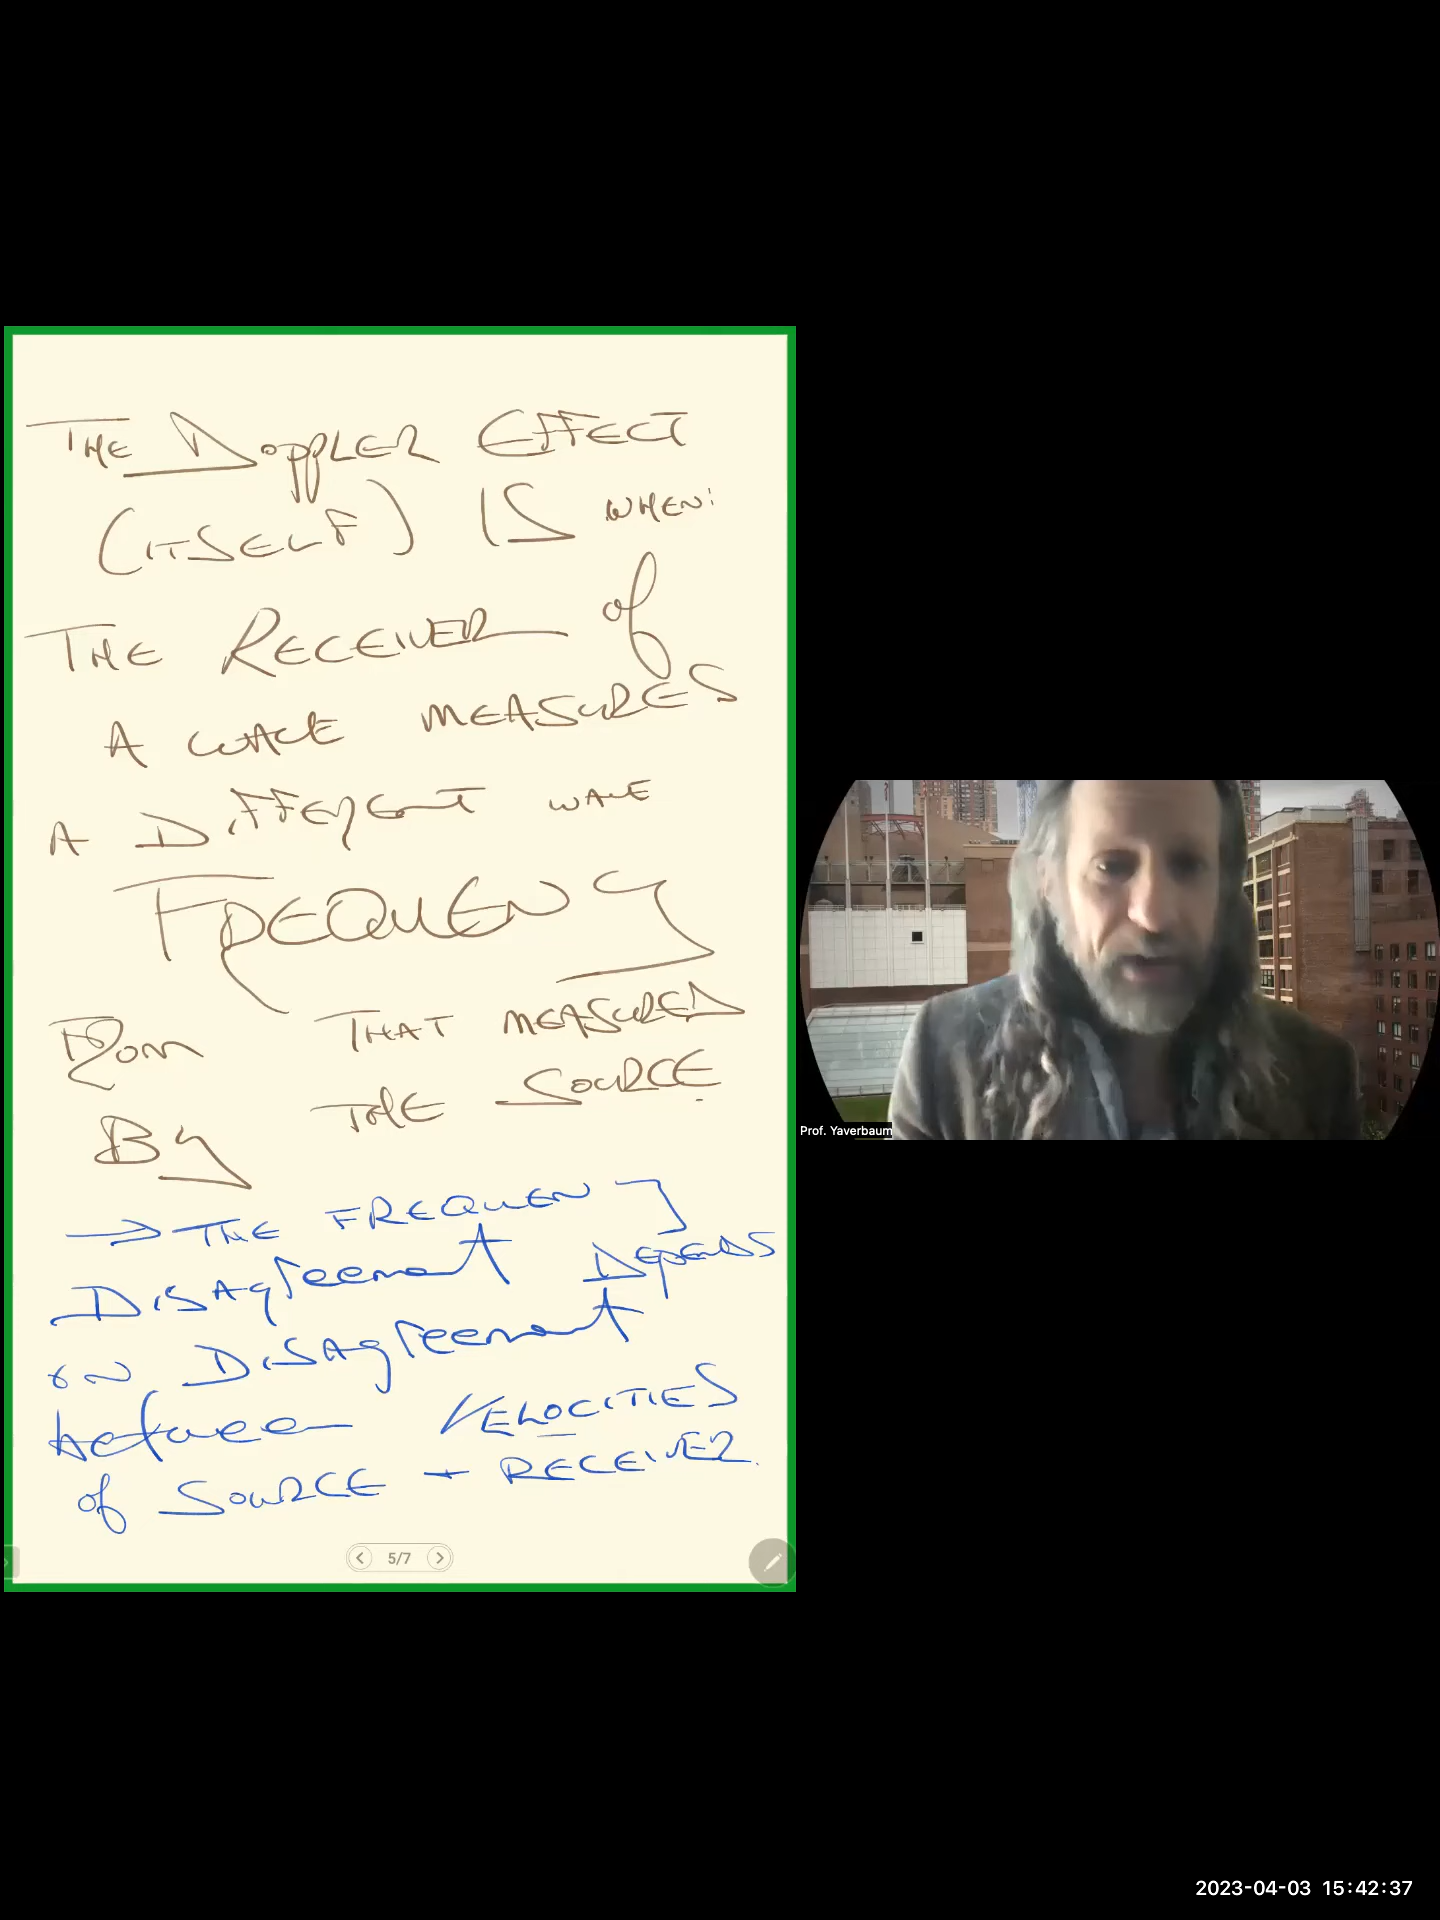 THE DOPPLER EFFECT
(ITSELF) IS WHEN:
THE RECEIVER of
A WAVE MEASURES
A DIFFERENT WAVE
FREQUENCY
FROM THAT MEASURED
BY THE SOURCE.
→ THE FREQUENCY
DISAgreement DEPENDS
ON DISAgreement
between VELOCITIES
of SOURCE + RECEIVER.
5/7
Prof. Yaverbaum
2023-04-03 15:42:37